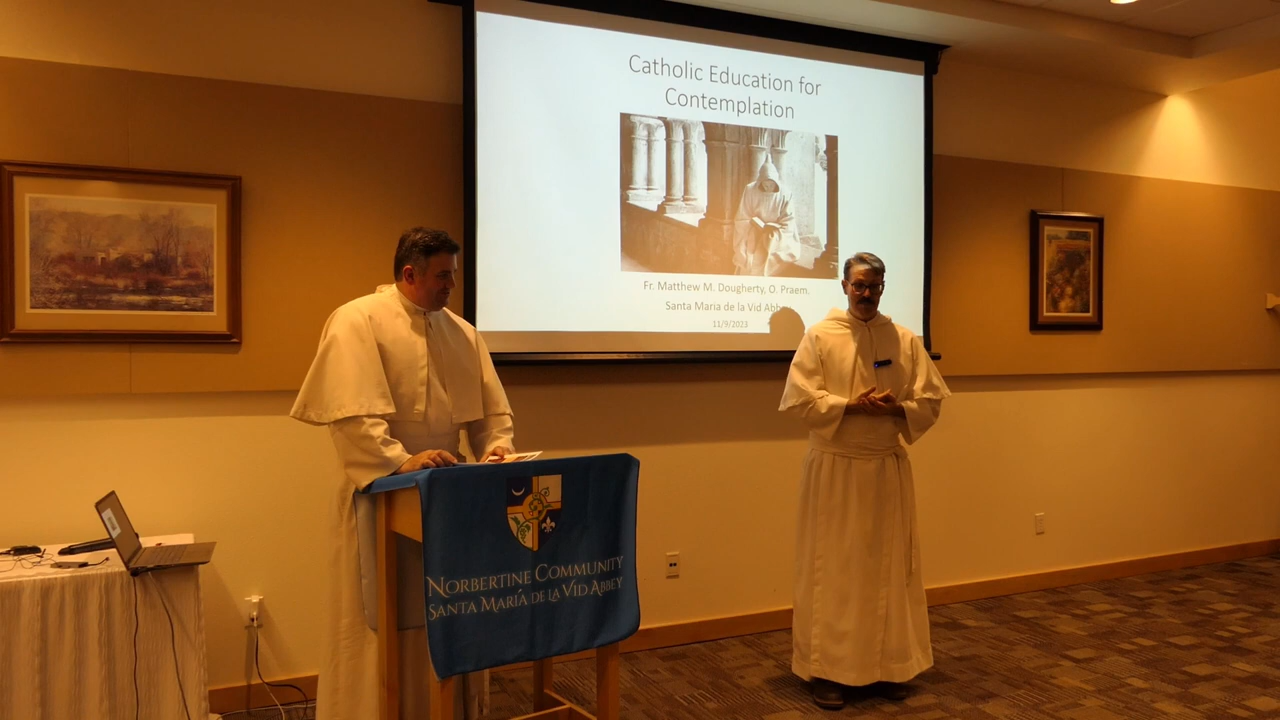 Catholic Education for
Contemplation
Fr. Matthew M. Dougherty, O. Praem.
Santa Maria de la Vid
11/9/2023
NORBERTINE COMMUNITY
SANTA MARÍA DE LA VID ABBEY